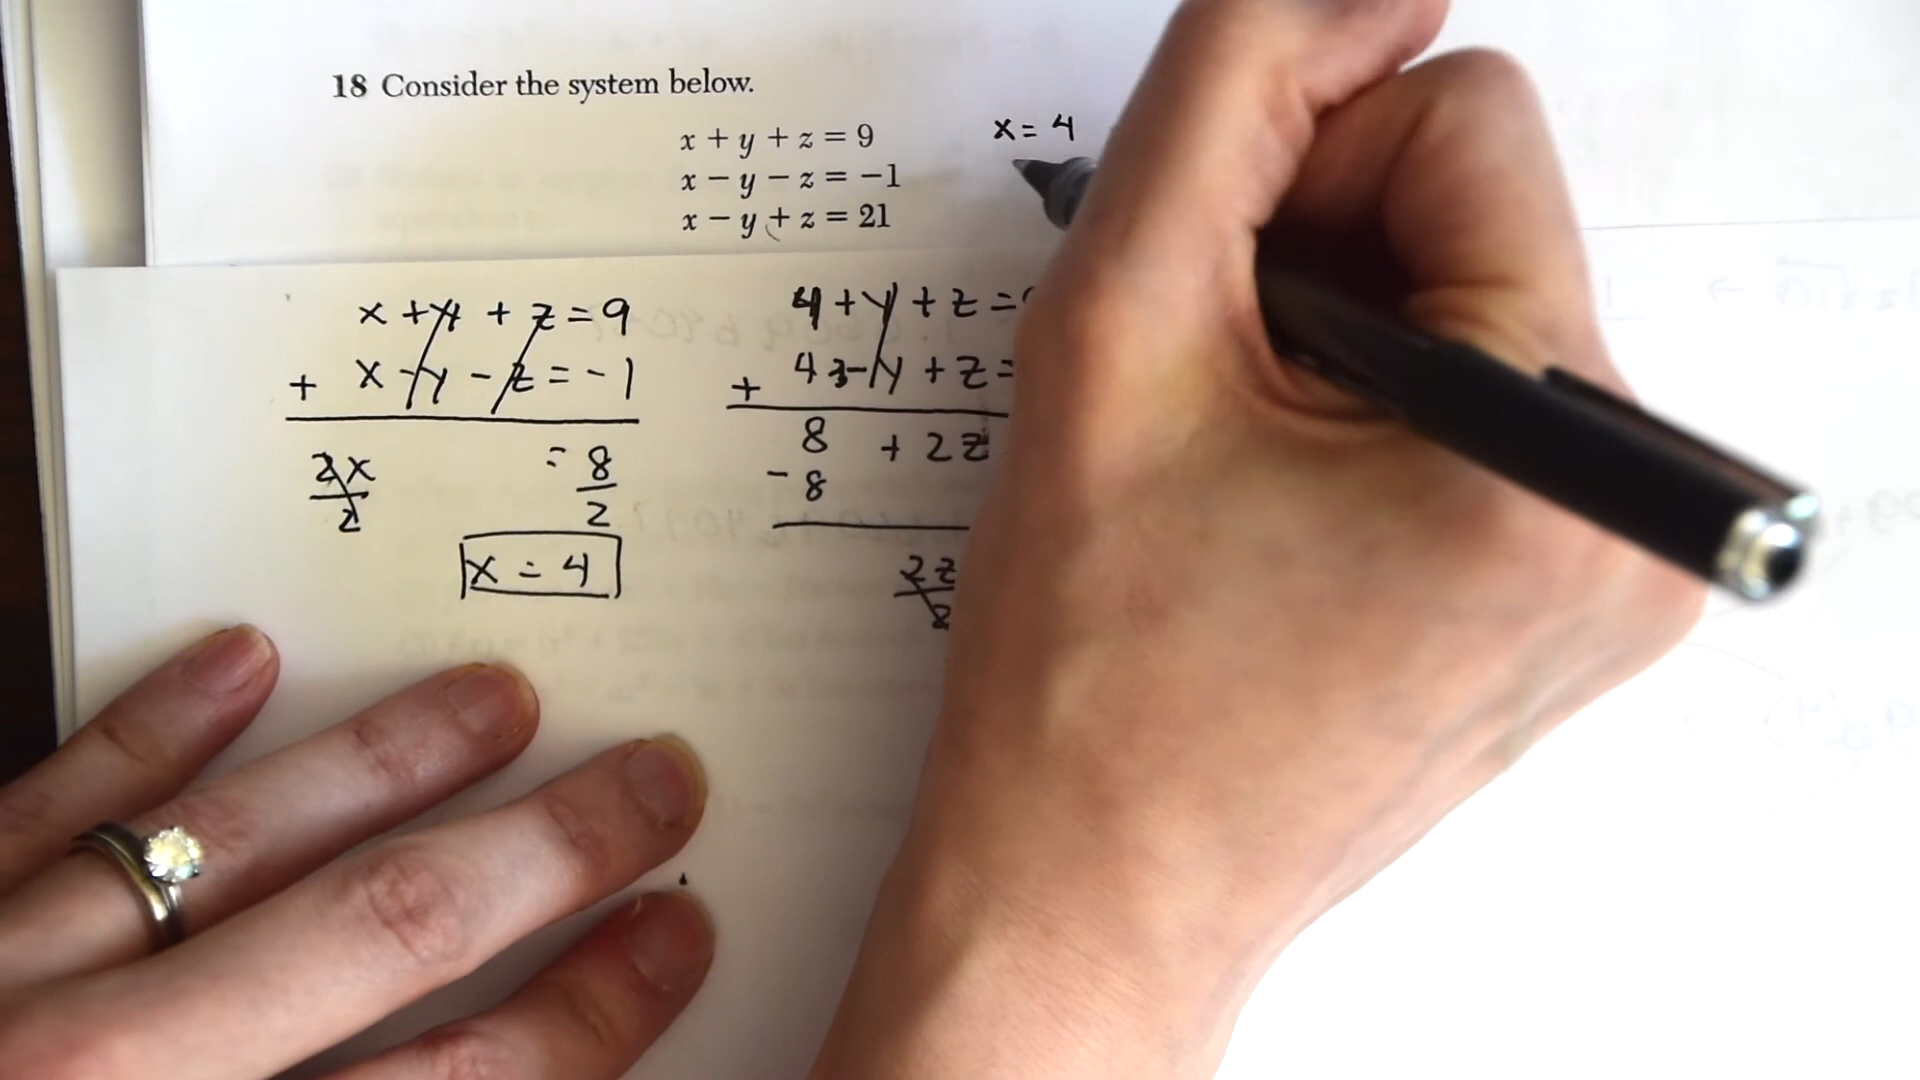 18 Consider the system below.
x + y + z = 9
x - y - z = -1
x - y + z = 21
x = 4
x + y + z = 9
+ x - y - z = -1
2x = 8
2 2
x = 4
4 + y + z =
+ 4 - y + z =
8 + 2z
- 8
2z
2